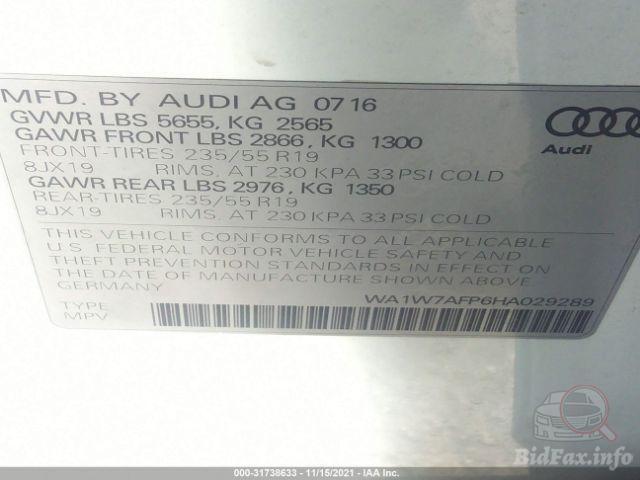 MFD. BY AUDI AG 0716
GVWR LBS 5655, KG 2565
GAWR FRONT LBS 2866, KG 1300
FRONT-TIRES 235/55 R19
8JX19 RIMS, AT 230 KPA 33 PSI COLD
GAWR REAR LBS 2976, KG 1350
REAR-TIRES 235/55 R19
8JX19 RIMS, AT 230 KPA 33 PSI COLD
THIS VEHICLE CONFORMS TO ALL APPLICABLE
U.S. FEDERAL MOTOR VEHICLE SAFETY AND
THEFT PREVENTION STANDARDS IN EFFECT ON
THE DATE OF MANUFACTURE SHOWN ABOVE.
GERMANY
WA1W7AFP6HA029289
TYPE
MPV
Audi
BidFax.info
000-31738633 - 11/15/2021 - IAA Inc.